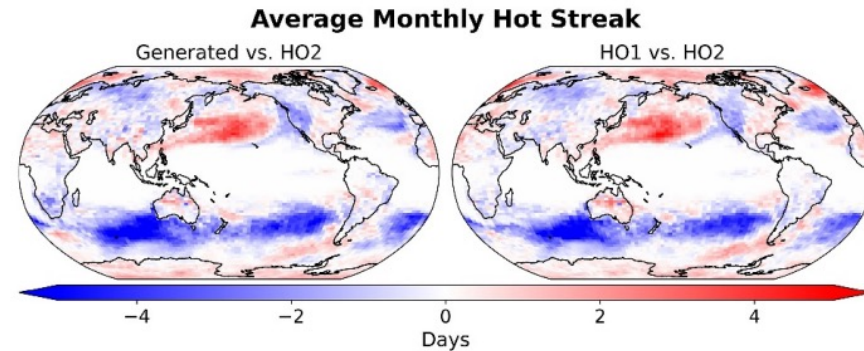 Average Monthly Hot Streak
Generated vs. HO2
HO1 vs. HO2
−4 −2 0 2 4
Days